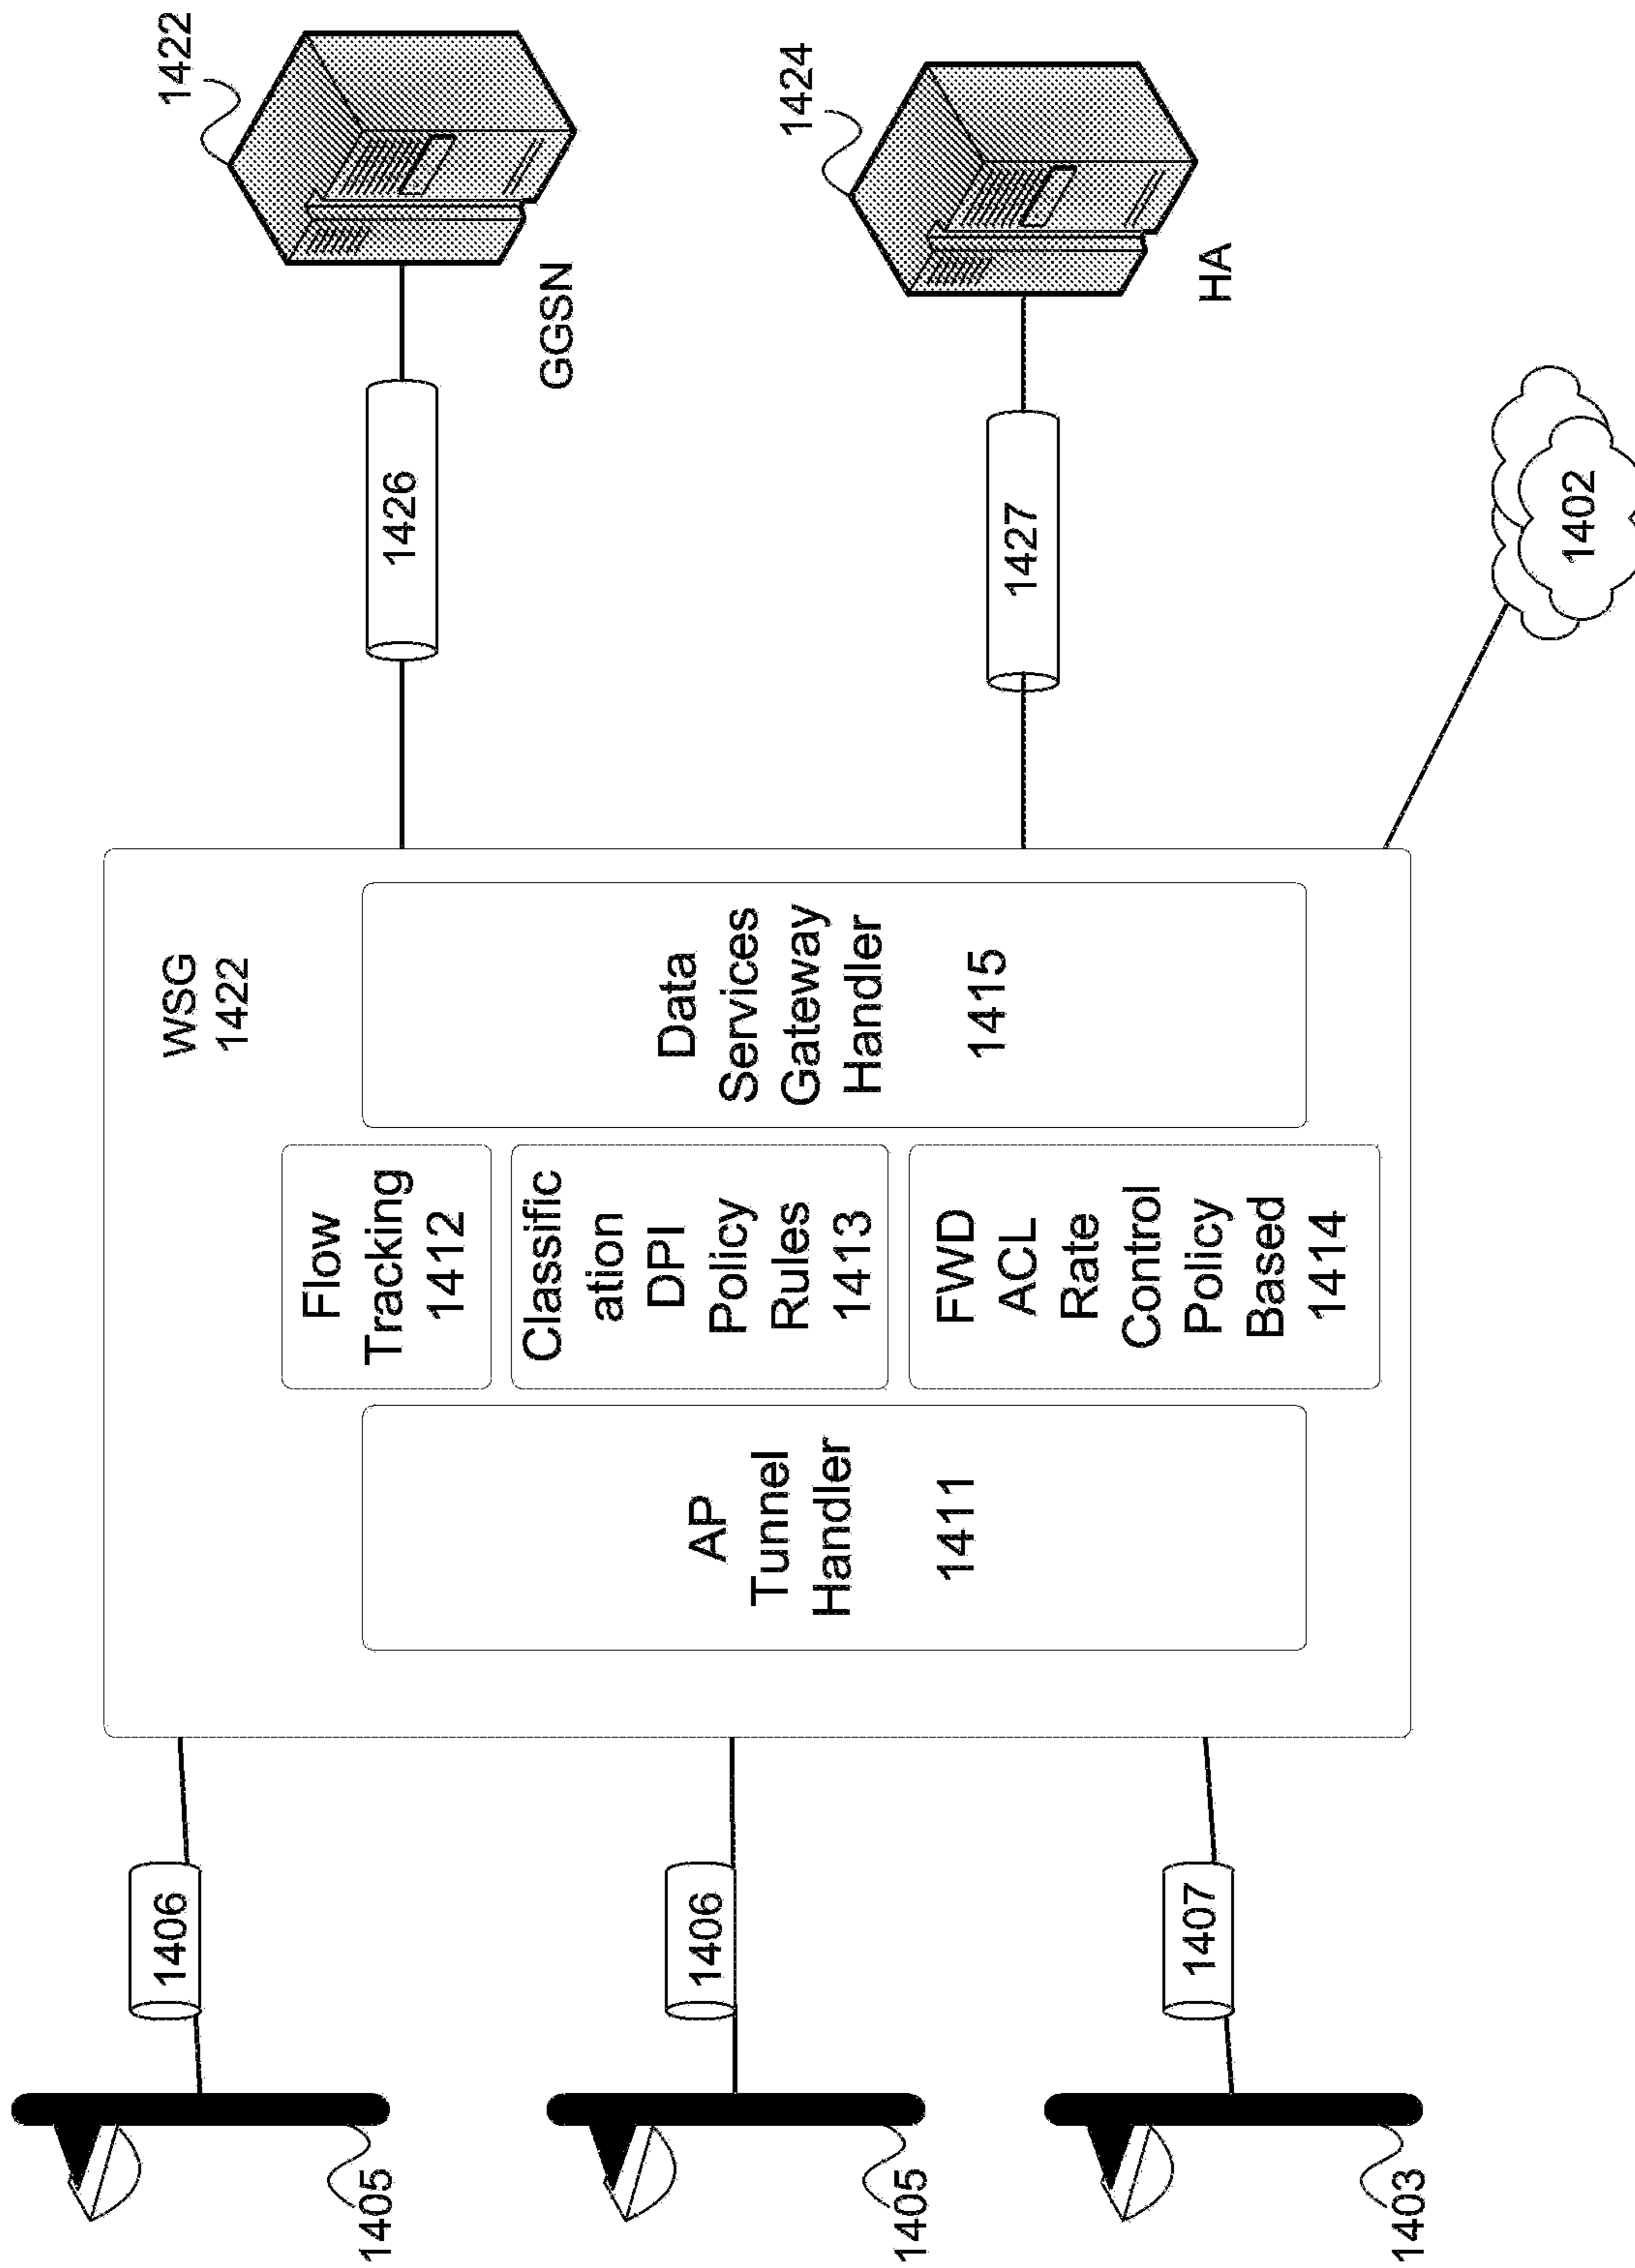 1405
1406
1405
1406
1403
1407
WSG
1422
AP
Tunnel
Handler
1411
Flow
Tracking
1412
Classific
ation
DPI
Policy
Rules
1413
FWD
ACL
Rate
Control
Policy
Based
1414
Data
Services
Gateway
Handler
1415
1426
1422
GGSN
1427
1424
HA
1402